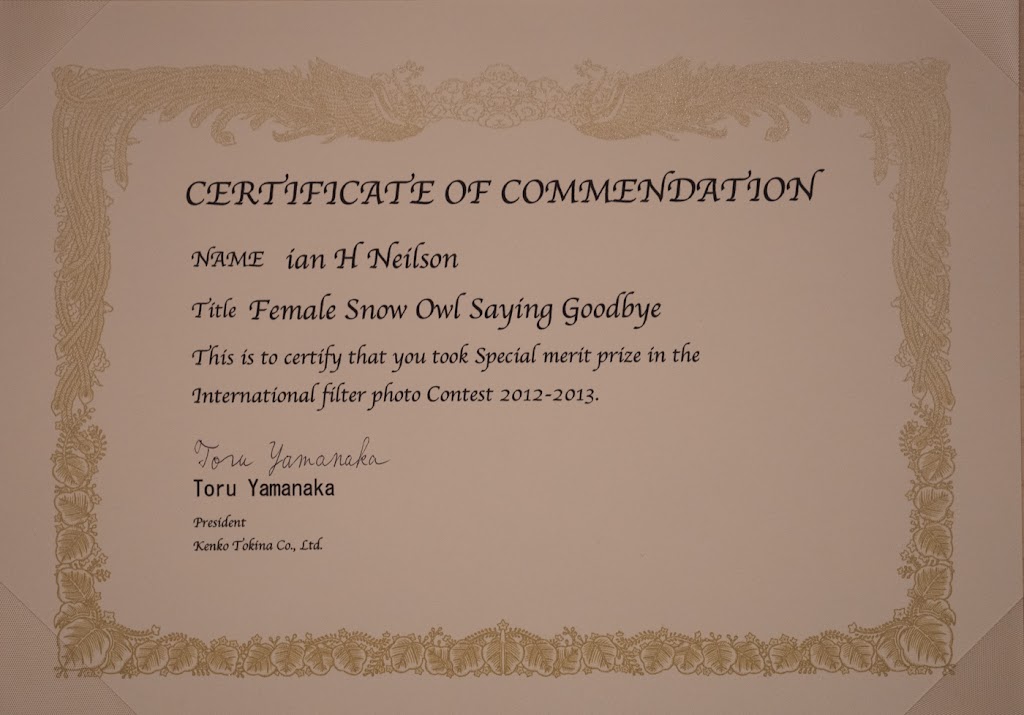 CERTIFICATE OF COMMENDATION
NAME ian H Neilson
Title Female Snow Owl Saying Goodbye
This is to certify that you took Special merit prize in the
International filter photo Contest 2012-2013.
Toru Yamanaka
Toru Yamanaka
President
Kenko Tokina Co., Ltd.